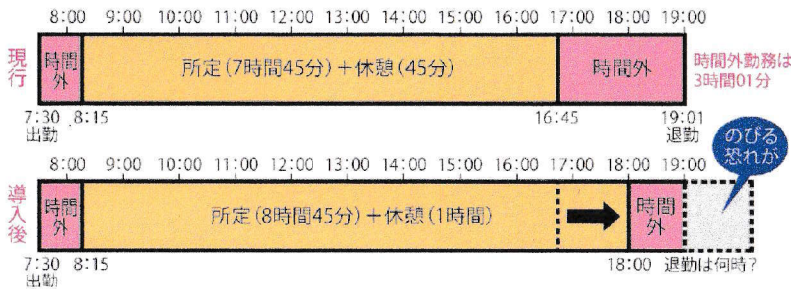 8:00 9:00 10:00 11:00 12:00 13:00 14:00 15:00 16:00 17:00 18:00 19:00
現行
時間外
所定(7時間45分)+休憩(45分)
時間外
時間外勤務は
3時間01分
7:30 8:15 16:45 19:01
出勤 退勤
のびる
恐れが
8:00 9:00 10:00 11:00 12:00 13:00 14:00 15:00 16:00 17:00 18:00 19:00
導入後
時間外
所定(8時間45分)+休憩(1時間)
時間外
7:30 8:15 18:00 退勤は何時?
出勤